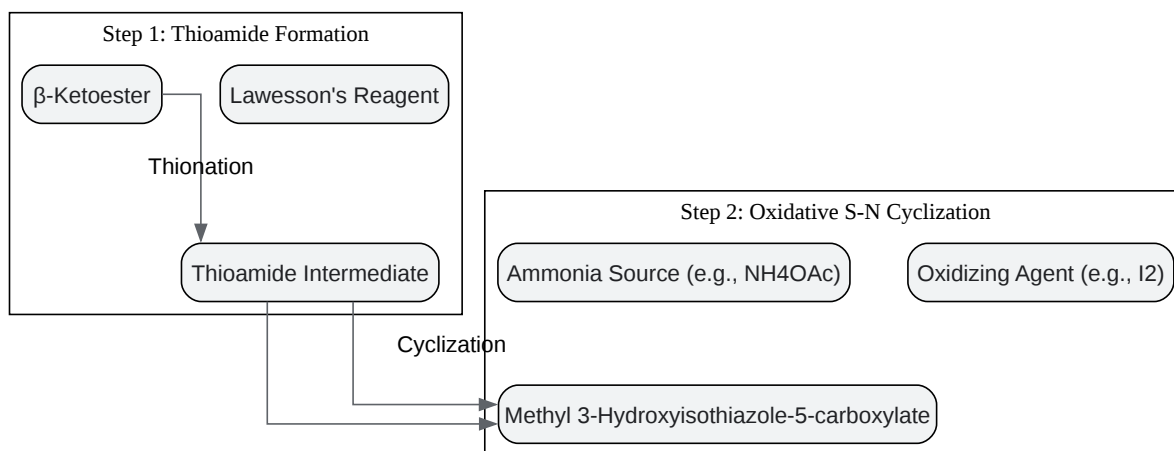 Step 1: Thioamide Formation
β-Ketoester
Lawesson's Reagent
Thionation
Thioamide Intermediate
Step 2: Oxidative S-N Cyclization
Ammonia Source (e.g., NH4OAc)
Oxidizing Agent (e.g., I2)
Cyclization
Methyl 3-Hydroxyisothiazole-5-carboxylate